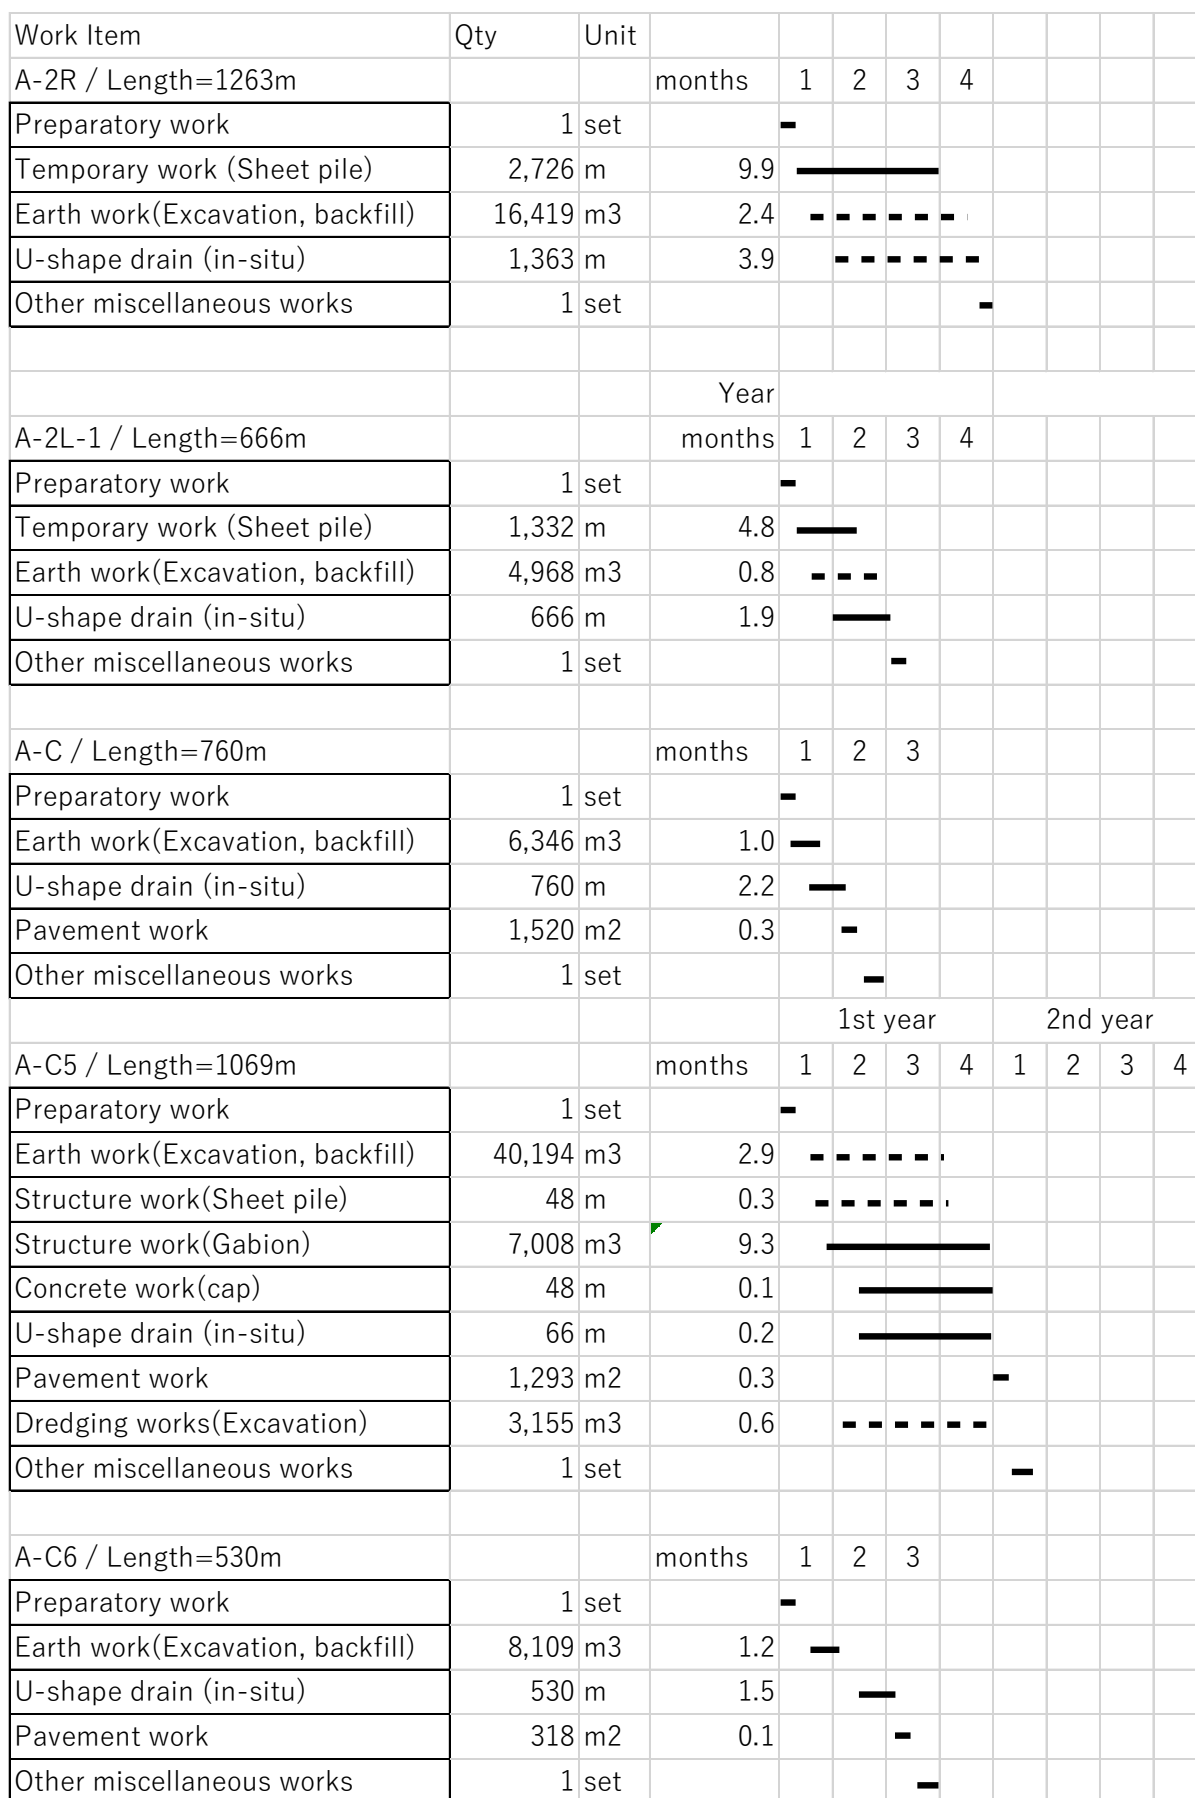 Work Item Qty Unit
A-2R / Length=1263m months 1 2 3 4
Preparatory work 1 set
Temporary work (Sheet pile) 2,726 m 9.9
Earth work(Excavation, backfill) 16,419 m3 2.4
U-shape drain (in-situ) 1,363 m 3.9
Other miscellaneous works 1 set
Year
A-2L-1 / Length=666m months 1 2 3 4
Preparatory work 1 set
Temporary work (Sheet pile) 1,332 m 4.8
Earth work(Excavation, backfill) 4,968 m3 0.8
U-shape drain (in-situ) 666 m 1.9
Other miscellaneous works 1 set
A-C / Length=760m months 1 2 3
Preparatory work 1 set
Earth work(Excavation, backfill) 6,346 m3 1.0
U-shape drain (in-situ) 760 m 2.2
Pavement work 1,520 m2 0.3
Other miscellaneous works 1 set
1st year 2nd year
A-C5 / Length=1069m months 1 2 3 4 1 2 3 4
Preparatory work 1 set
Earth work(Excavation, backfill) 40,194 m3 2.9
Structure work(Sheet pile) 48 m 0.3
Structure work(Gabion) 7,008 m3 9.3
Concrete work(cap) 48 m 0.1
U-shape drain (in-situ) 66 m 0.2
Pavement work 1,293 m2 0.3
Dredging works(Excavation) 3,155 m3 0.6
Other miscellaneous works 1 set
A-C6 / Length=530m months 1 2 3
Preparatory work 1 set
Earth work(Excavation, backfill) 8,109 m3 1.2
U-shape drain (in-situ) 530 m 1.5
Pavement work 318 m2 0.1
Other miscellaneous works 1 set